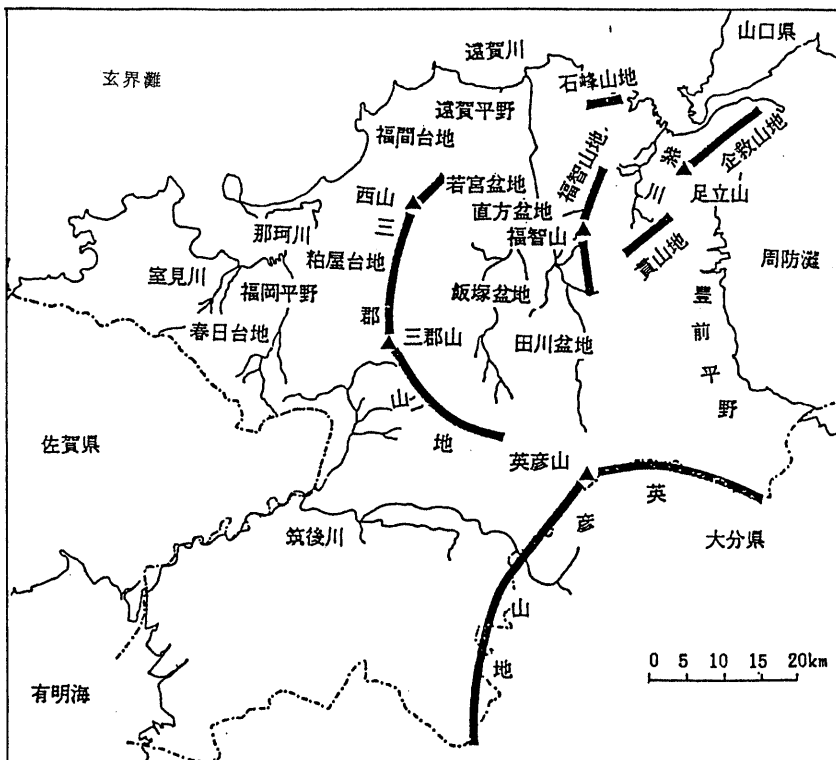 山口県
遠賀川
玄界灘
石峰山地
遠賀平野
企救山地
福間台地
紫
福智山地
三
足立山
西山
若宮盆地
三
直方盆地
那珂川
福智山
貫山地
周防灘
粕屋台地
室見川
福岡平野
飯塚盆地
豊前平野
春日台地
郡
三郡山
田川盆地
山
地
佐賀県
英彦山
英
彦
大分県
筑後川
山
地
0 5 10 15 20km
有明海